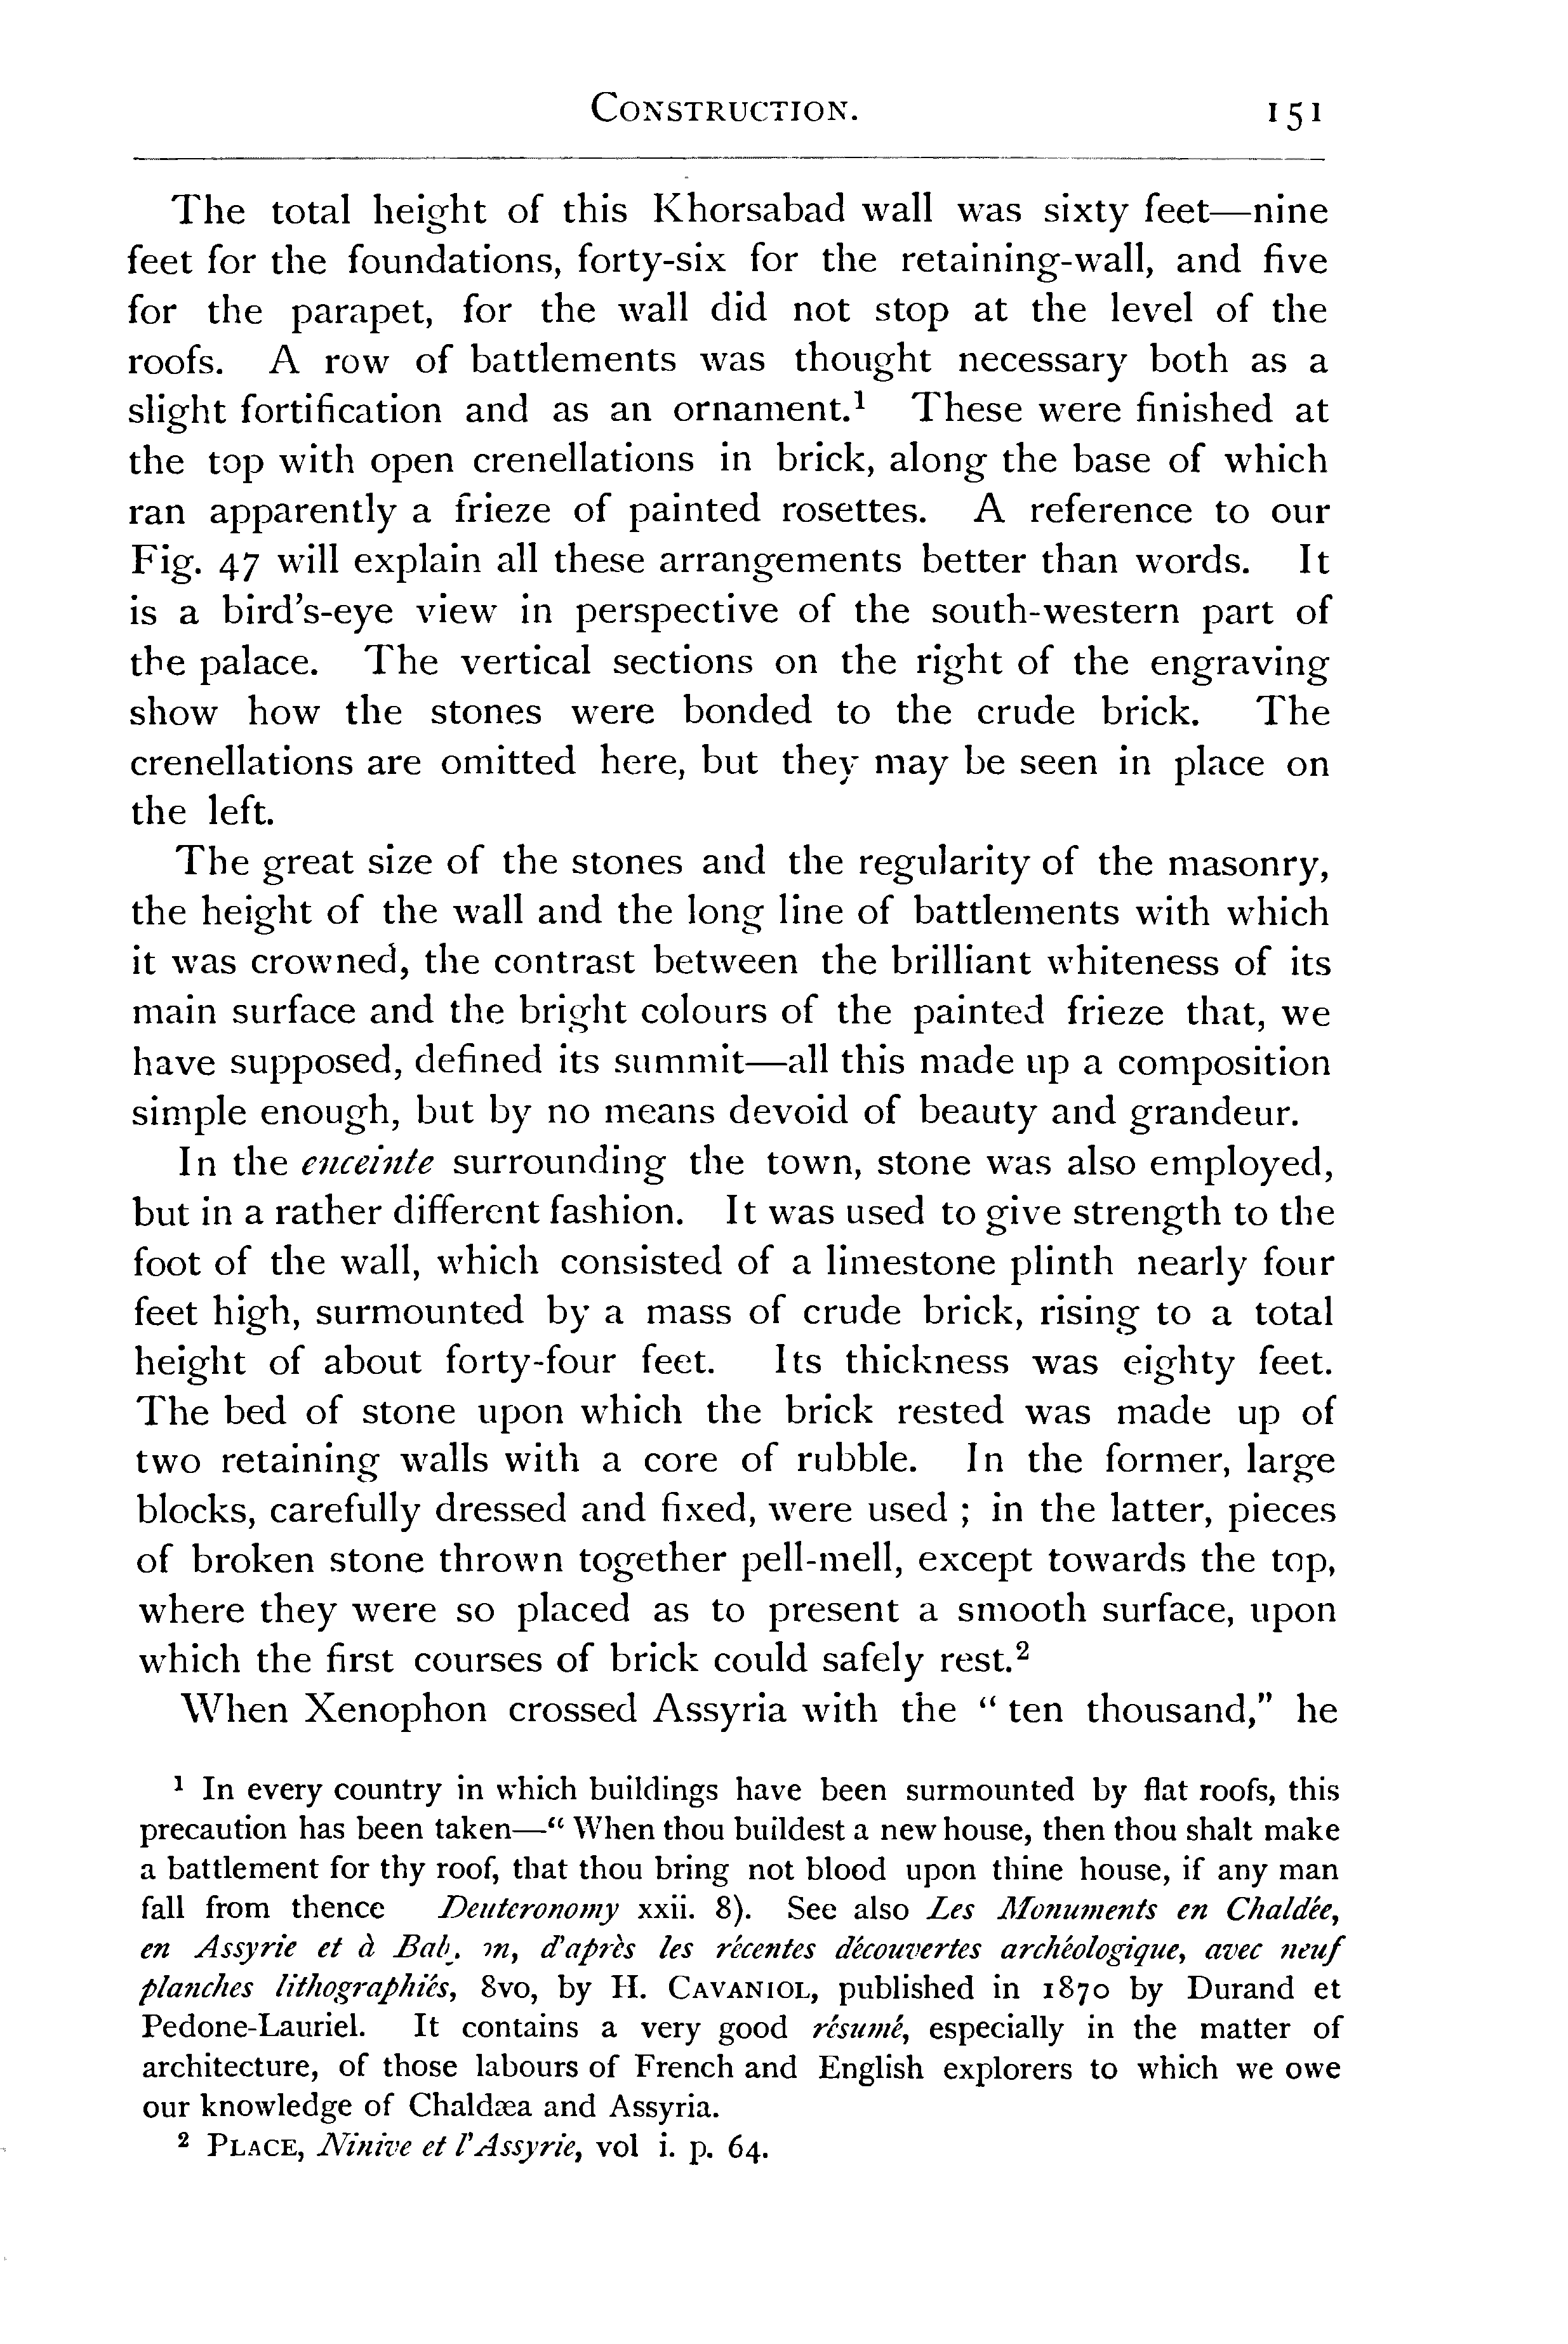 CONSTRUCTION. 151
The total height of this Khorsabad wall was sixty feet—nine
feet for the foundations, forty-six for the retaining-wall, and five
for the parapet, for the wall did not stop at the level of the
roofs. A row of battlements was thought necessary both as a
slight fortification and as an ornament.¹ These were finished at
the top with open crenellations in brick, along the base of which
ran apparently a frieze of painted rosettes. A reference to our
Fig. 47 will explain all these arrangements better than words. It
is a bird's-eye view in perspective of the south-western part of
the palace. The vertical sections on the right of the engraving
show how the stones were bonded to the crude brick. The
crenellations are omitted here, but they may be seen in place on
the left.
The great size of the stones and the regularity of the masonry,
the height of the wall and the long line of battlements with which
it was crowned, the contrast between the brilliant whiteness of its
main surface and the bright colours of the painted frieze that, we
have supposed, defined its summit—all this made up a composition
simple enough, but by no means devoid of beauty and grandeur.
In the enceinte surrounding the town, stone was also employed,
but in a rather different fashion. It was used to give strength to the
foot of the wall, which consisted of a limestone plinth nearly four
feet high, surmounted by a mass of crude brick, rising to a total
height of about forty-four feet. Its thickness was eighty feet.
The bed of stone upon which the brick rested was made up of
two retaining walls with a core of rubble. In the former, large
blocks, carefully dressed and fixed, were used ; in the latter, pieces
of broken stone thrown together pell-mell, except towards the top,
where they were so placed as to present a smooth surface, upon
which the first courses of brick could safely rest.²
When Xenophon crossed Assyria with the " ten thousand," he
¹ In every country in which buildings have been surmounted by flat roofs, this
precaution has been taken—" When thou buildest a new house, then thou shalt make
a battlement for thy roof, that thou bring not blood upon thine house, if any man
fall from thence Deuteronomy xxii. 8). See also Les Monuments en Chaldée,
en Assyrie et à d'après les récentes découvertes archéologique, avec neuf
planches lithographiés, 8vo, by H. CAVANIOL, published in 1870 by Durand et
Pedone-Lauriel. It contains a very good résumé, especially in the matter of
architecture, of those labours of French and English explorers to which we owe
our knowledge of Chaldæa and Assyria.
² PLACE, Ninive et l'Assyrie, vol i. p. 64.